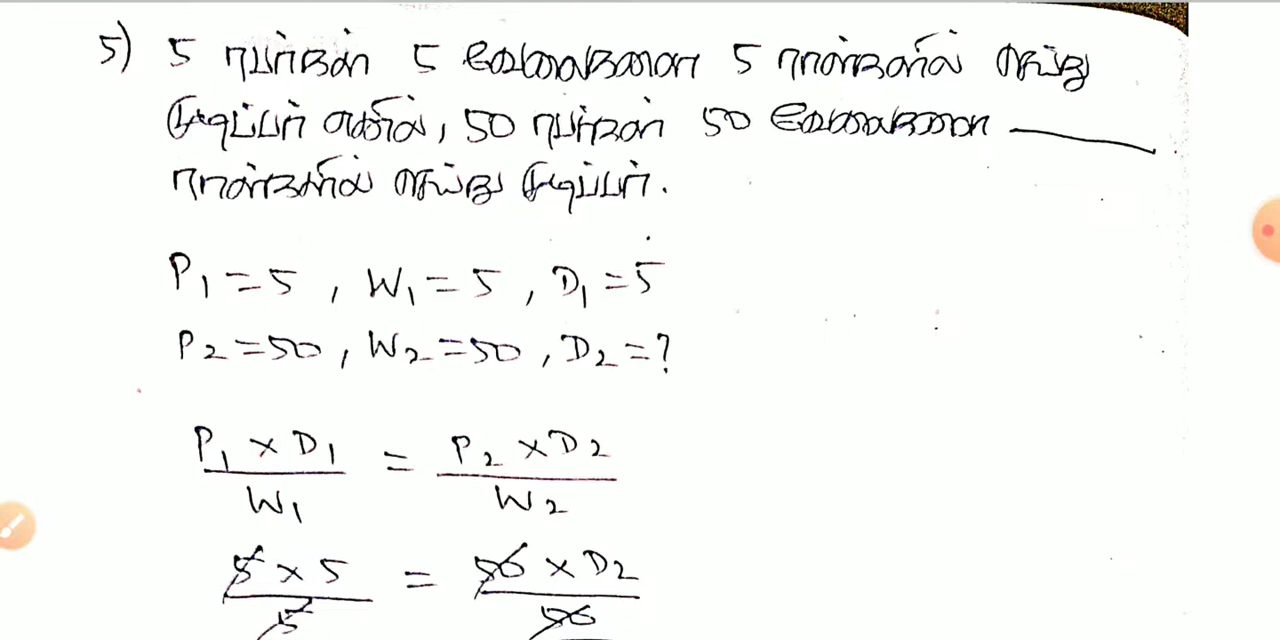 5) 5 நபர்கள் 5 வேலைகளை 5 நாள்களில் செய்து
முடிப்பர் எனில், 50 நபர்கள் 50 வேலைகளை ______
நாள்களில் செய்து முடிப்பர்.
P₁ = 5 , W₁ = 5 , D₁ = 5
P₂ = 50 , W₂ = 50 , D₂ = ?
P₁ × D₁ / W₁ = P₂ × D₂ / W₂
5 × 5 / 5 = 50 × D₂ / 50